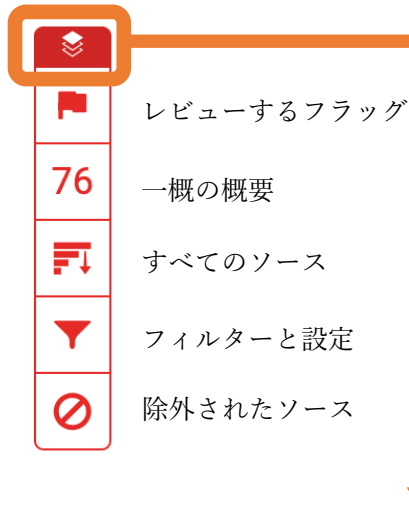 レビューするフラッグ
76
一概の概要
すべてのソース
フィルターと設定
除外されたソース